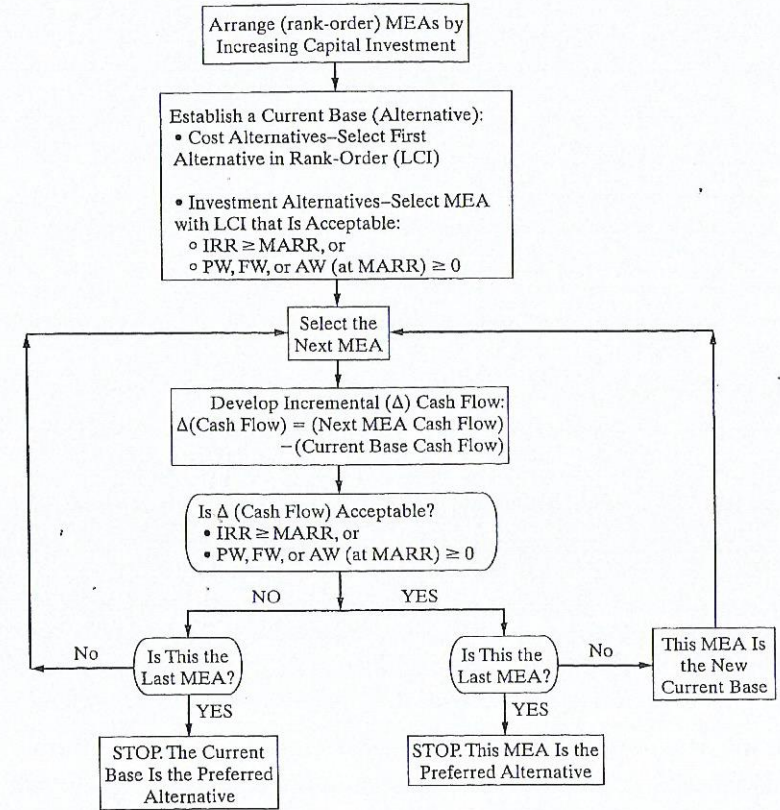 Arrange (rank-order) MEAs by
Increasing Capital Investment
Establish a Current Base (Alternative):
• Cost Alternatives–Select First
Alternative in Rank-Order (LCI)
• Investment Alternatives–Select MEA
with LCI that Is Acceptable:
○ IRR ≥ MARR, or
○ PW, FW, or AW (at MARR) ≥ 0
Select the
Next MEA
Develop Incremental (Δ) Cash Flow:
Δ(Cash Flow) = (Next MEA Cash Flow)
−(Current Base Cash Flow)
Is Δ (Cash Flow) Acceptable?
• IRR ≥ MARR, or
• PW, FW, or AW (at MARR) ≥ 0
NO
YES
No
Is This the
Last MEA?
Is This the
Last MEA?
No
This MEA Is
the New
Current Base
YES
YES
STOP. The Current
Base Is the Preferred
Alternative
STOP. This MEA Is the
Preferred Alternative